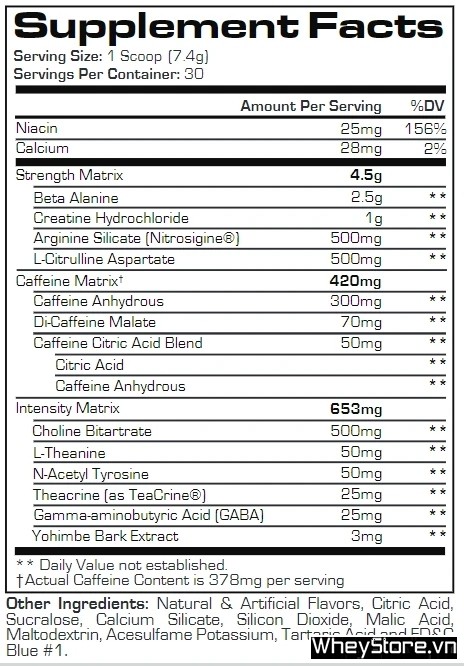 Supplement Facts
Serving Size: 1 Scoop (7.4g)
Servings Per Container: 30
Amount Per Serving %DV
Niacin 25mg 156%
Calcium 28mg 2%
Strength Matrix 4.5g
Beta Alanine 2.5g **
Creatine Hydrochloride 1g **
Arginine Silicate (Nitrosigine®) 500mg **
L-Citrulline Aspartate 500mg **
Caffeine Matrix† 420mg
Caffeine Anhydrous 300mg **
Di-Caffeine Malate 70mg **
Caffeine Citric Acid Blend 50mg **
Citric Acid **
Caffeine Anhydrous **
Intensity Matrix 653mg
Choline Bitartrate 500mg **
L-Theanine 50mg **
N-Acetyl Tyrosine 50mg **
Theacrine (as TeaCrine®) 25mg **
Gamma-aminobutyric Acid (GABA) 25mg **
Yohimbe Bark Extract 3mg **
** Daily Value not established.
†Actual Caffeine Content is 378mg per serving
Other Ingredients: Natural & Artificial Flavors, Citric Acid,
Sucralose, Calcium Silicate, Silicon Dioxide, Malic Acid,
Maltodextrin, Acesulfame Potassium, Tartaric Acid and FD&C
Blue #1.
WheyStore.vn